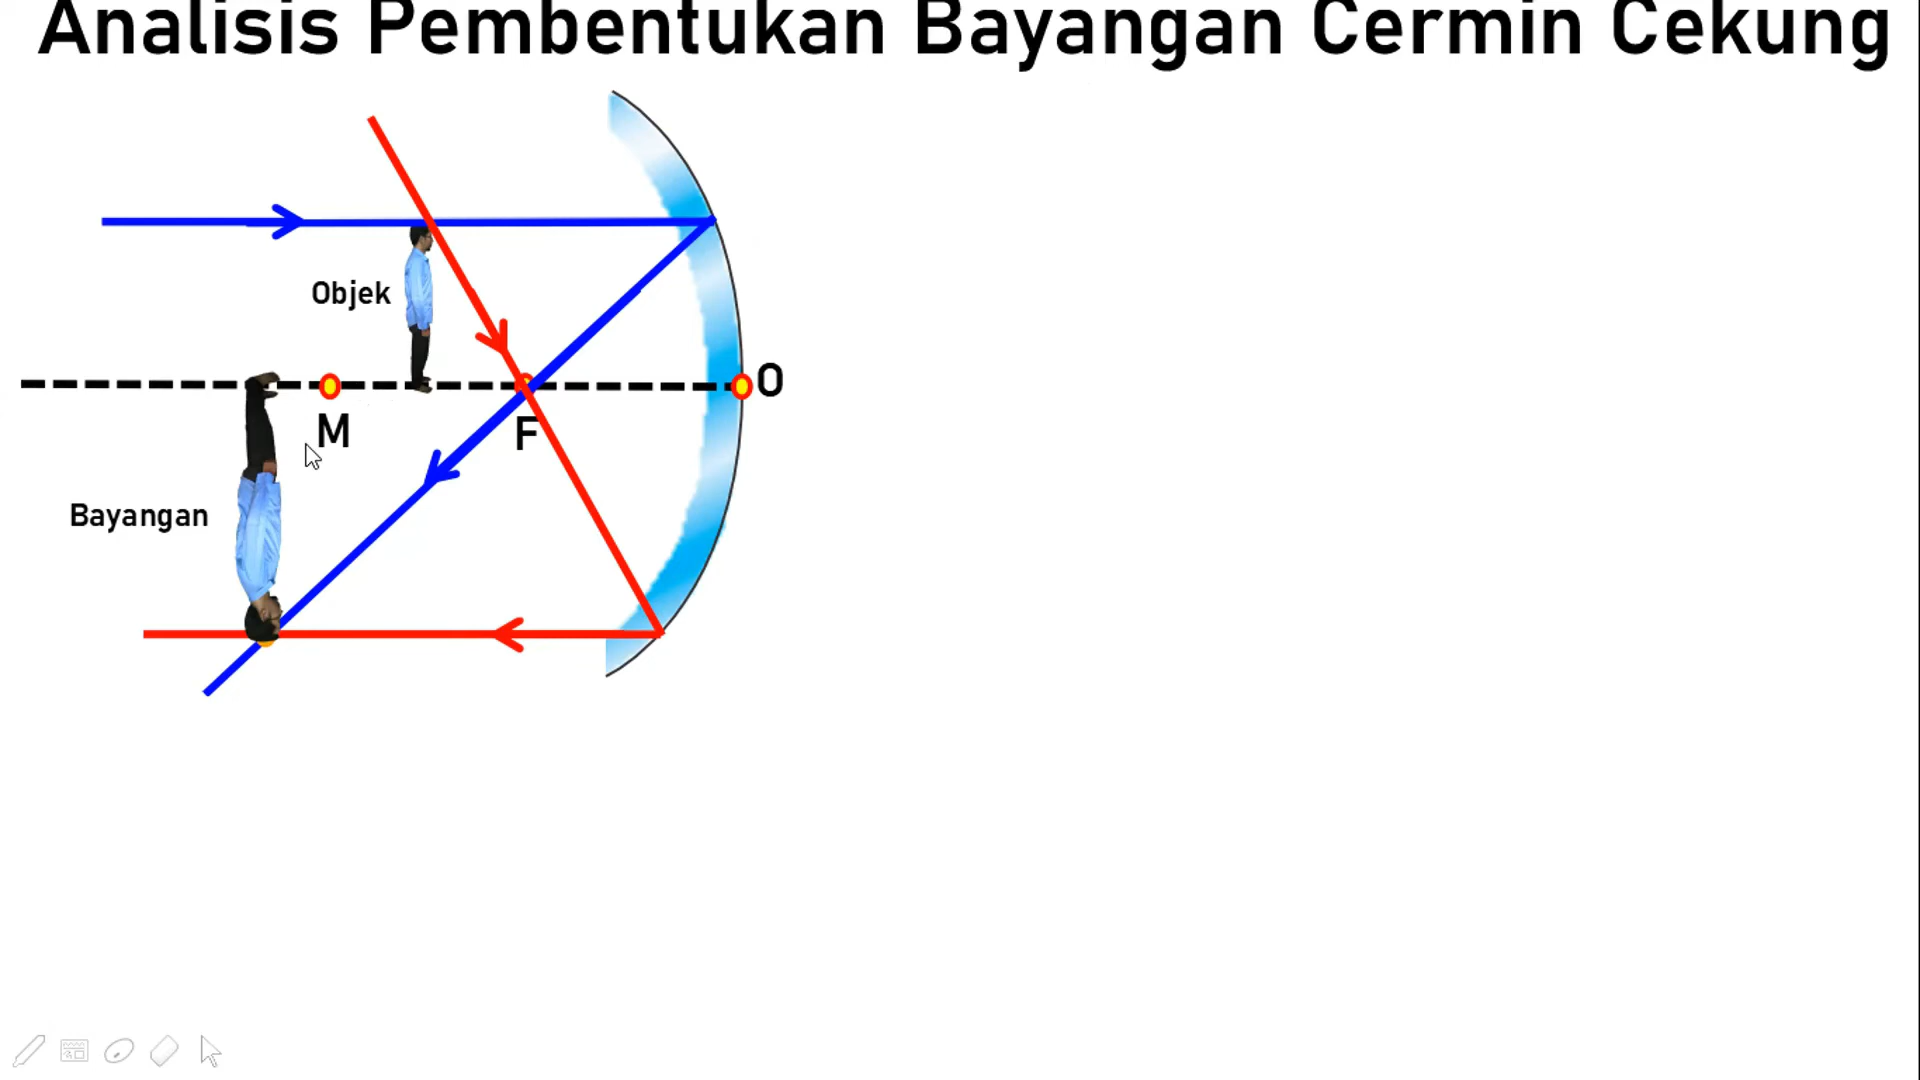 Analisis Pembentukan Bayangan Cermin Cekung
Objek
O
M
F
Bayangan